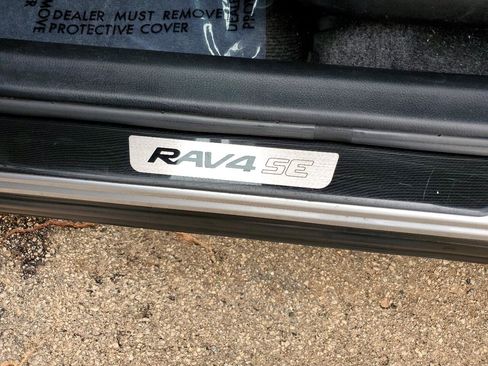 DEALER MUST REMOVE
PROTECTIVE COVER
RAV4 SE